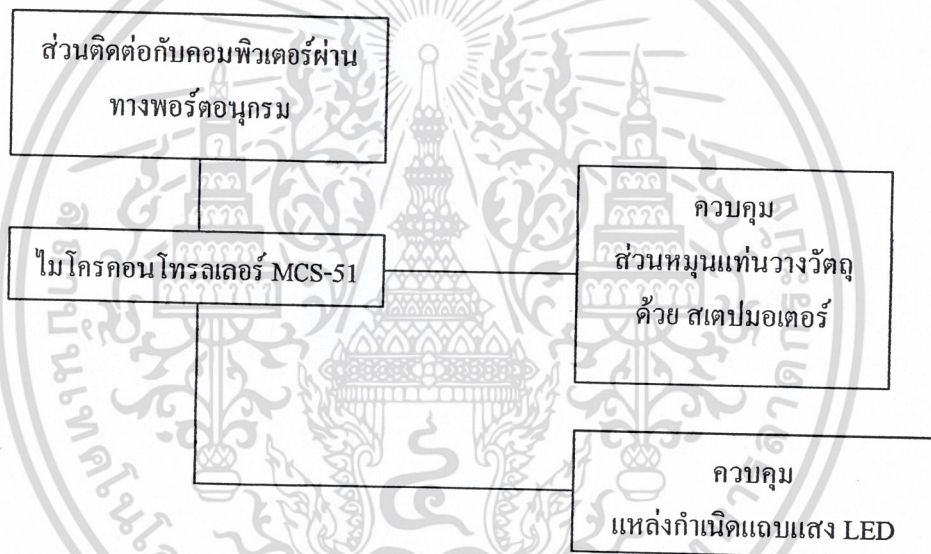 ส่วนติดต่อกับคอมพิวเตอร์ผ่าน
ทางพอร์ตอนุกรม
ไมโครคอนโทรลเลอร์ MCS-51
ควบคุม
ส่วนหมุนแท่นวางวัตถุ
ด้วย สเตปมอเตอร์
ควบคุม
แหล่งกำเนิดแถบแสง LED